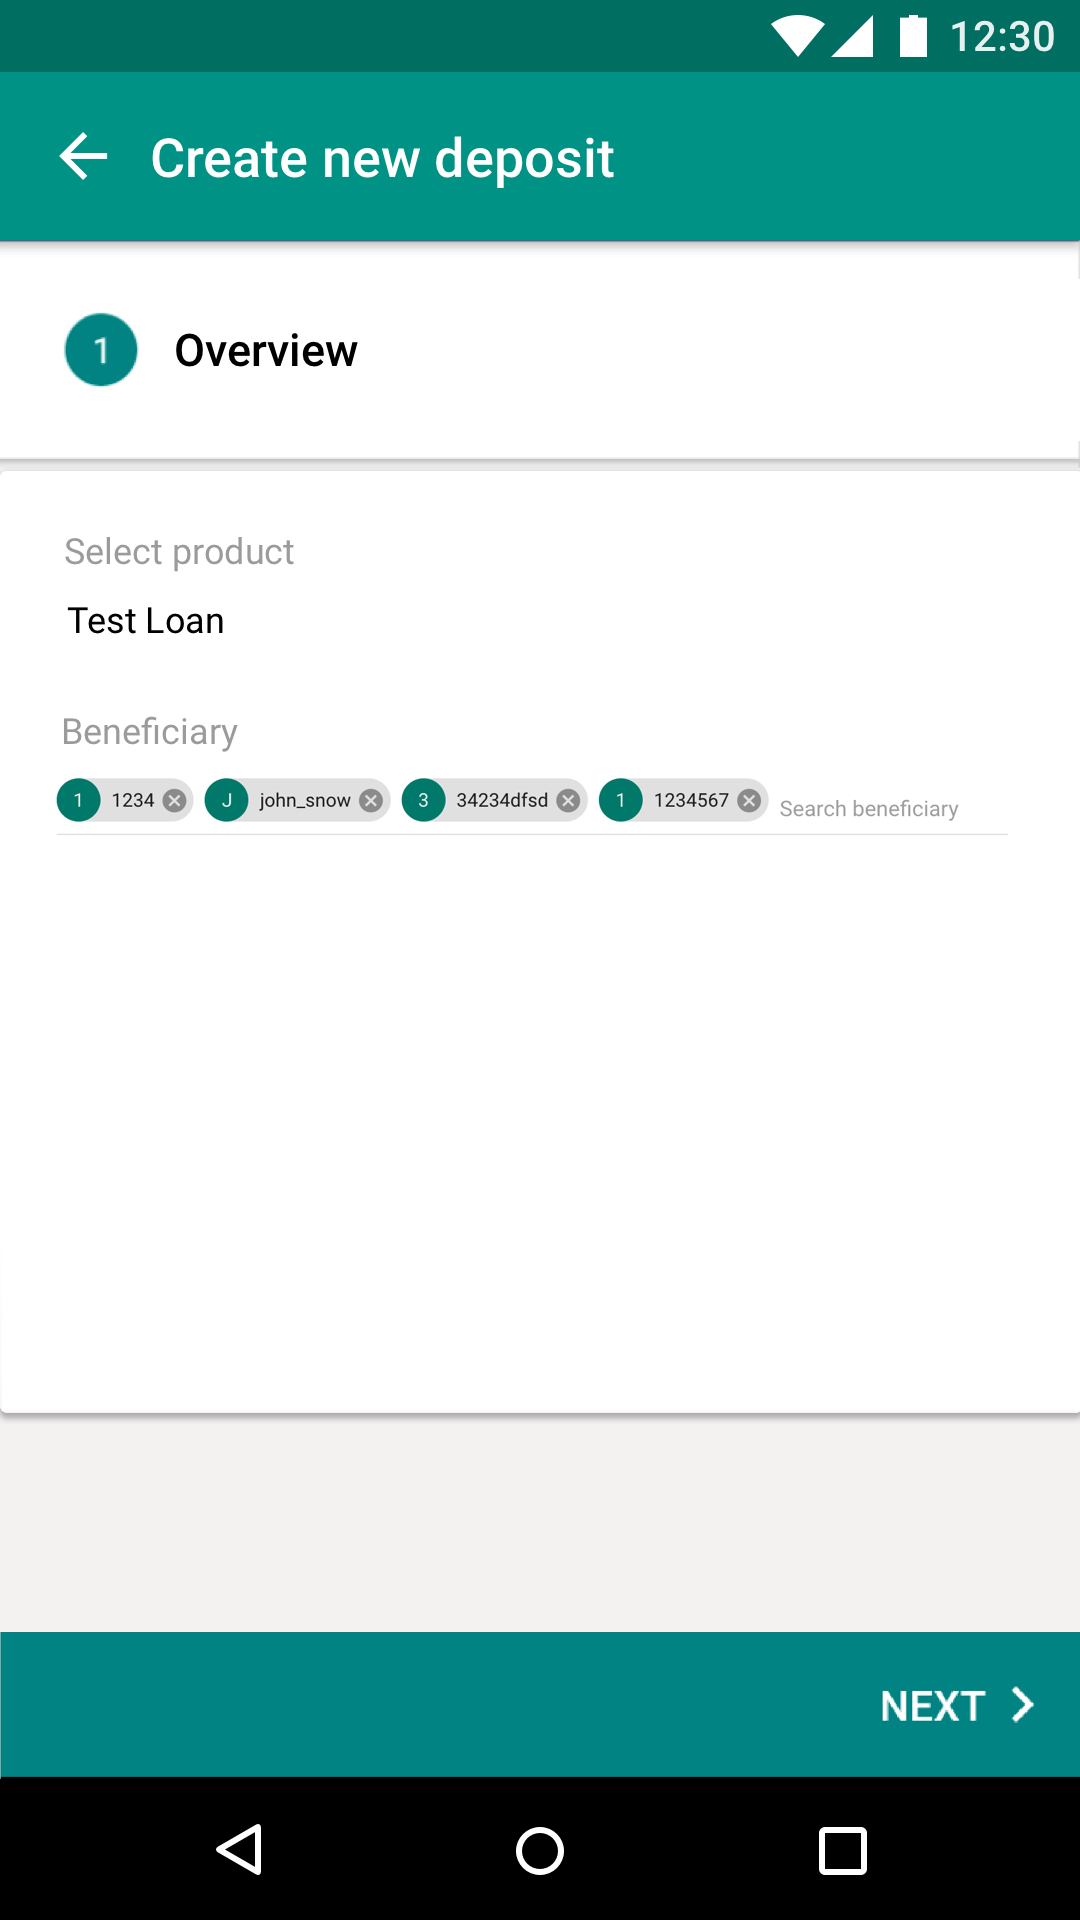 12:30
Create new deposit
1 Overview
Select product
Test Loan
Beneficiary
1 1234 J john_snow 3 34234dfsd 1 1234567 Search beneficiary
NEXT